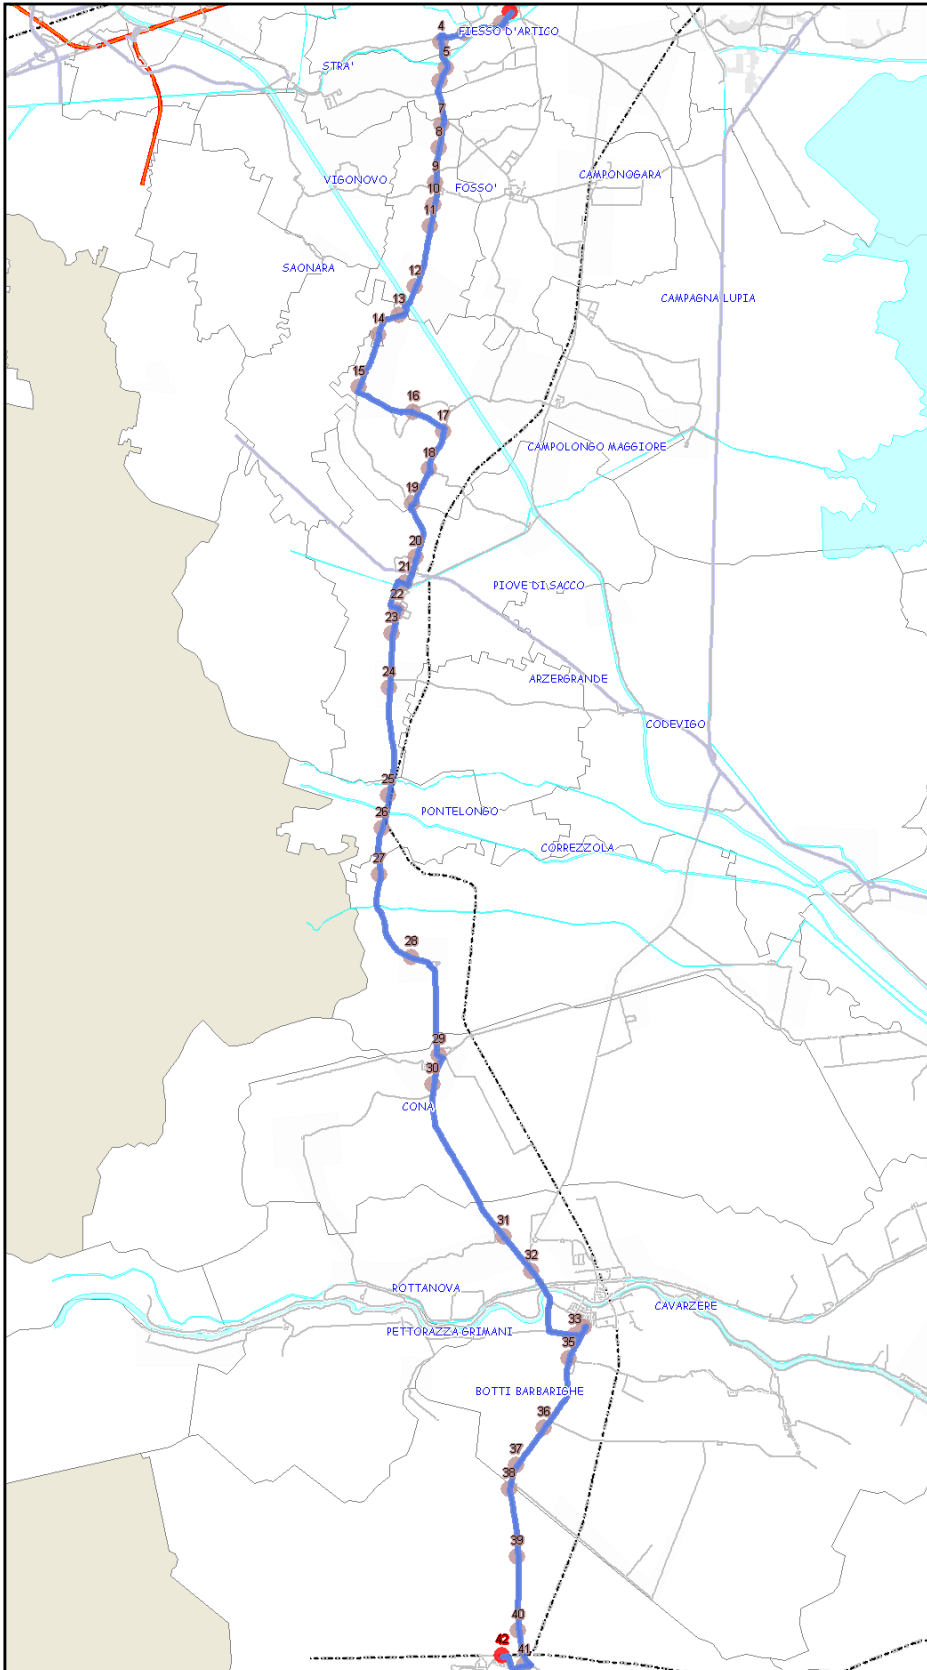 4
FIESSO D'ARTICO
5
STRA'
7
8
9
VIGONOVO
10
FOSSO'
CAMPONOGARA
11
SAONARA
12
CAMPAGNA LUPIA
13
14
15
16
17
CAMPOLONGO MAGGIORE
18
19
20
21
PIOVE DI SACCO
22
23
24
ARZERGRANDE
CODEVIGO
25
PONTELONGO
26
CORREZZOLA
27
28
29
30
CONA
31
32
ROTTANOVA
CAVARZERE
33
PETTORAZZA GRIMANI
35
BOTTI BARBARIGHE
36
37
38
39
40
42
41